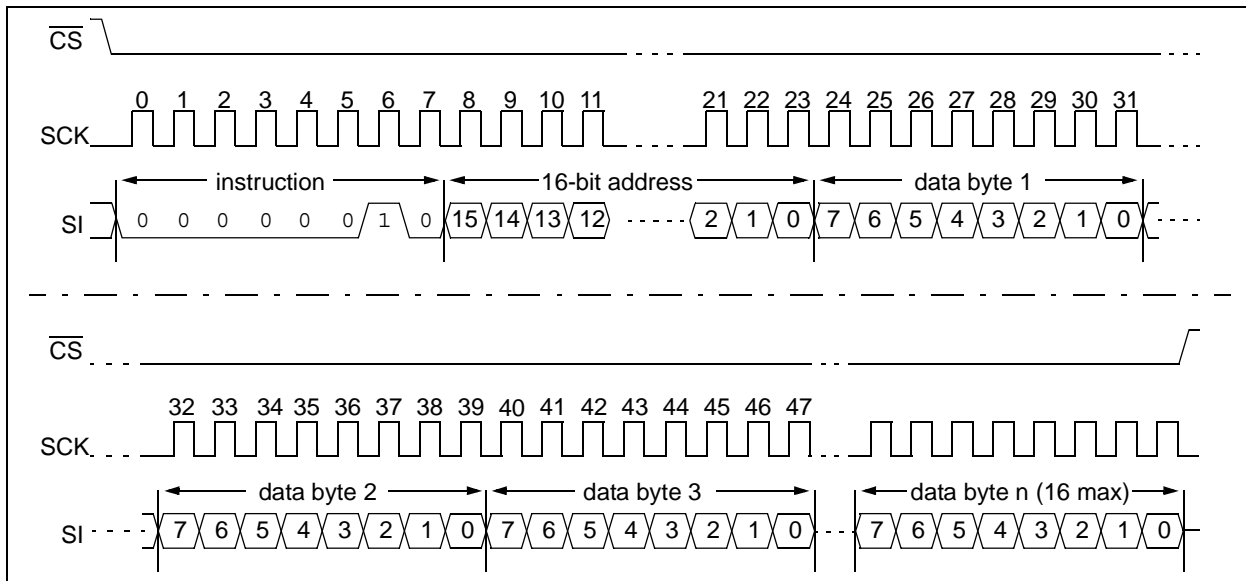 CS
0 1 2 3 4 5 6 7 8 9 10 11 21 22 23 24 25 26 27 28 29 30 31
SCK
instruction 16-bit address data byte 1
SI 0 0 0 0 0 0 1 0 15 14 13 12 2 1 0 7 6 5 4 3 2 1 0
CS
32 33 34 35 36 37 38 39 40 41 42 43 44 45 46 47
SCK
data byte 2 data byte 3 data byte n (16 max)
SI 7 6 5 4 3 2 1 0 7 6 5 4 3 2 1 0 7 6 5 4 3 2 1 0